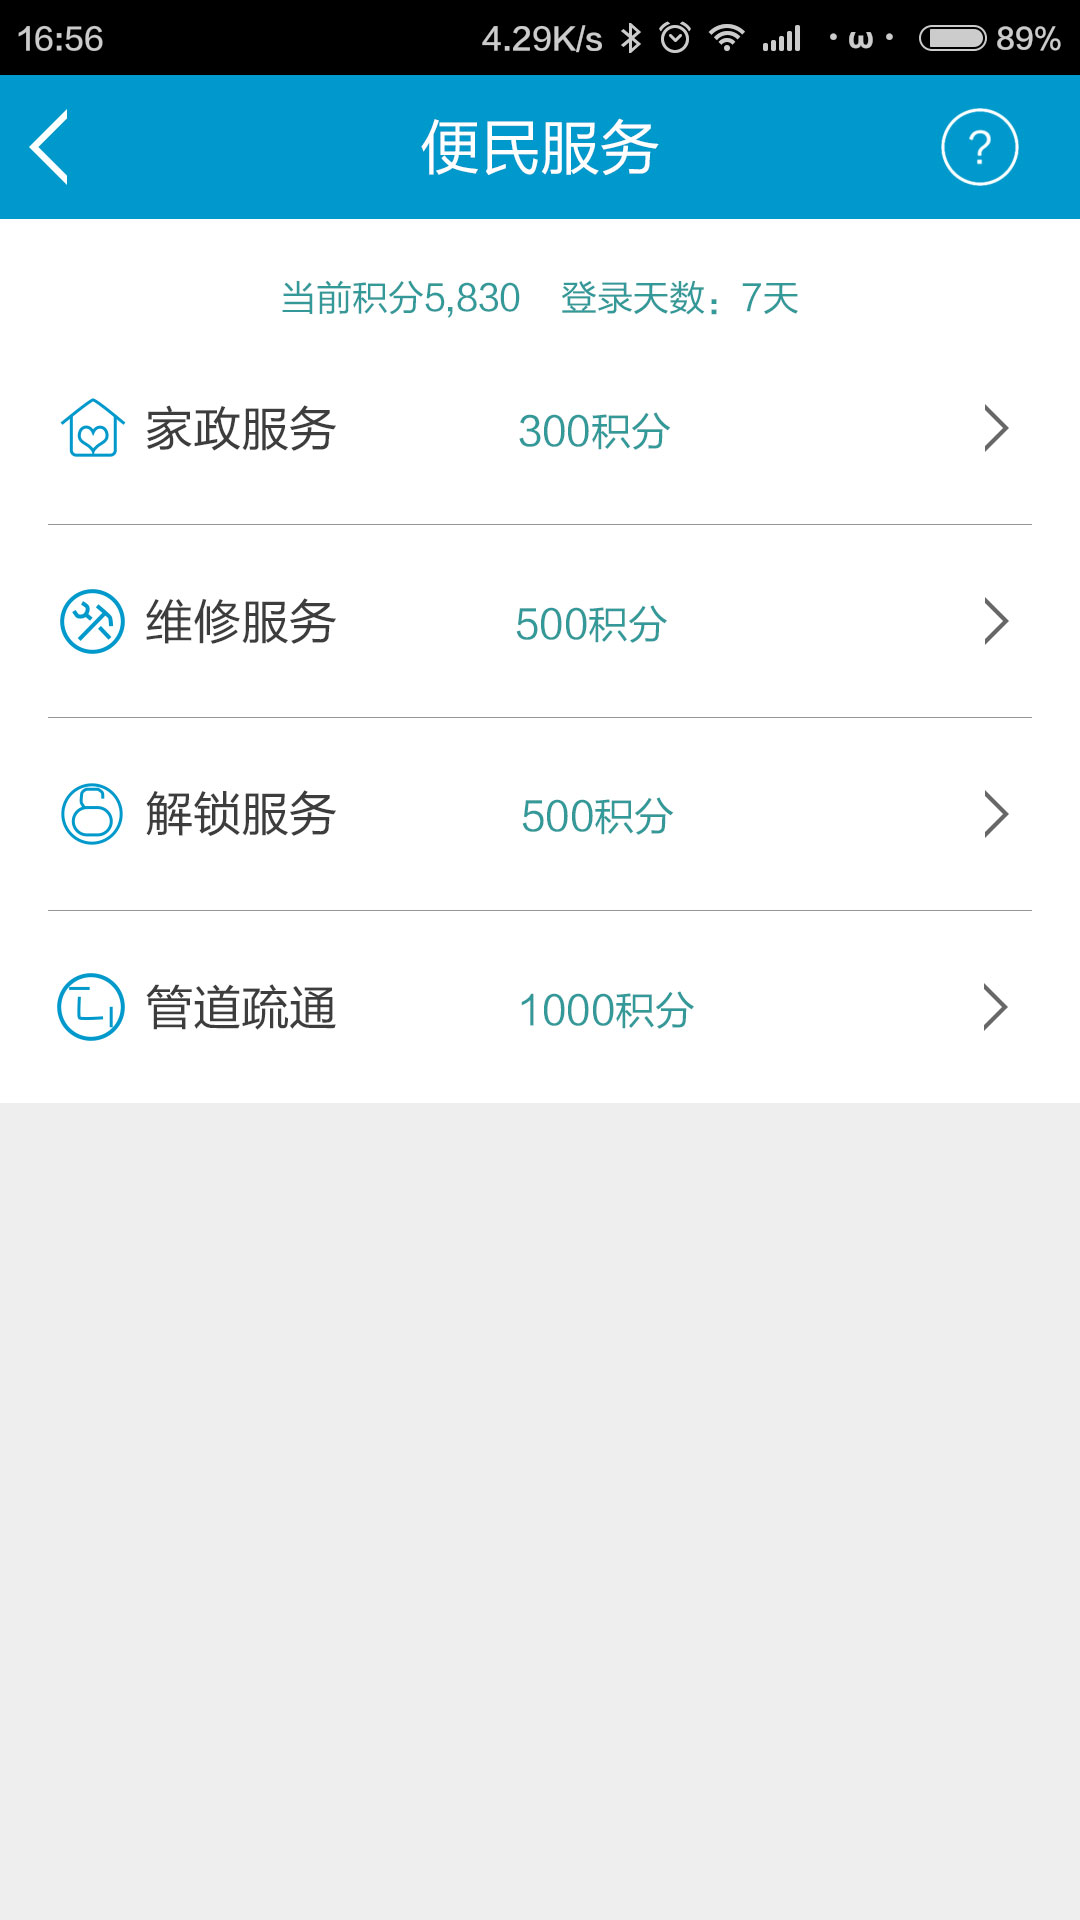 16:56 4.29K/s ·ω· 89%
便民服务 ?
当前积分5,830 登录天数：7天
家政服务 300积分
维修服务 500积分
解锁服务 500积分
管道疏通 1000积分